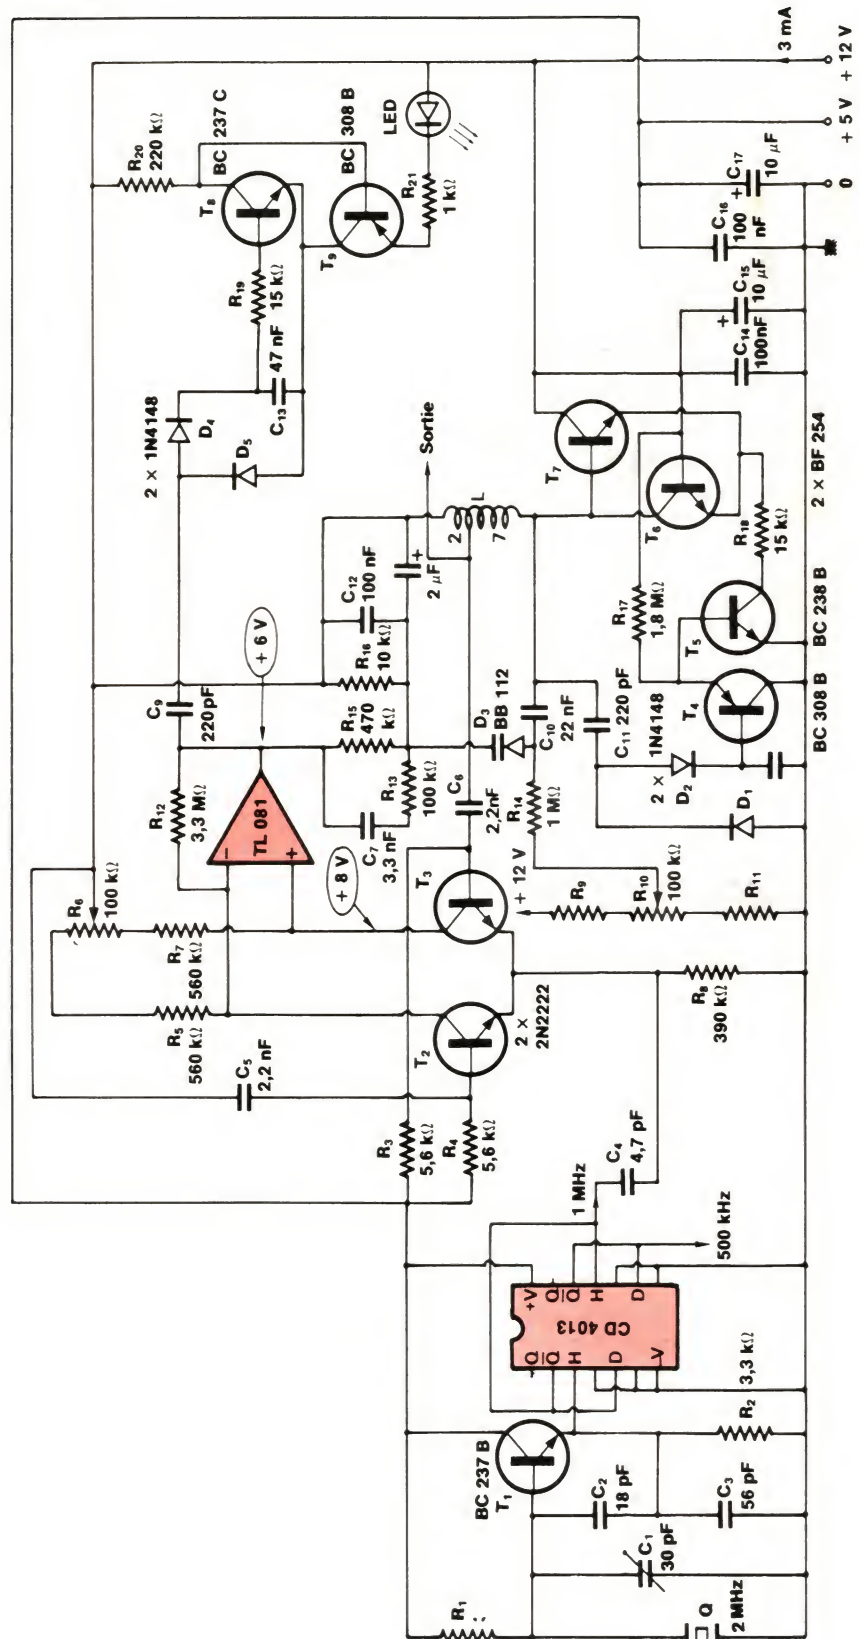 R₁
Q
2 MHz
C₁
30 pF
C₂
18 pF
C₃
56 pF
BC 237 B
T₁
R₂
3,3 kΩ
CD 4013
Q
Q̅
H
D
V
+V
Q
Q̅
H
D
1 MHz
500 kHz
C₄
4,7 pF
R₃
5,6 kΩ
R₄
5,6 kΩ
C₅
2,2 nF
R₅
560 kΩ
R₆
100 kΩ
R₇
560 kΩ
T₂
2 ×
2N2222
T₃
R₈
390 kΩ
+ 8 V
TL 081
−
+
R₁₂
3,3 MΩ
C₉
220 pF
+ 6 V
C₇
3,3 nF
R₁₃
100 kΩ
R₁₅
470
kΩ
R₁₆
10 kΩ
C₁₂
100 nF
2 µF
+
C₆
2,2nF
D₃
BB 112
R₁₄
1 MΩ
+ 12 V
R₉
R₁₀
100 kΩ
R₁₁
C₁₀
22 nF
C₁₁ 220 pF
2 × 1N4148
D₂
D₁
T₄
BC 308 B
T₅
BC 238 B
R₁₇
1,8 MΩ
R₁₈
15 kΩ
T₆
T₇
2 × BF 254
L
2
7
Sortie
2 × 1N4148
D₄
D₅
C₁₃
47 nF
R₁₉
15 kΩ
R₂₀
220 kΩ
T₈
BC 237 C
T₉
BC 308 B
R₂₁
1 kΩ
LED
C₁₄
100nF
+
C₁₅
10 µF
C₁₆
100
nF
+
C₁₇
10 µF
3 mA
0
+ 5 V
+ 12 V